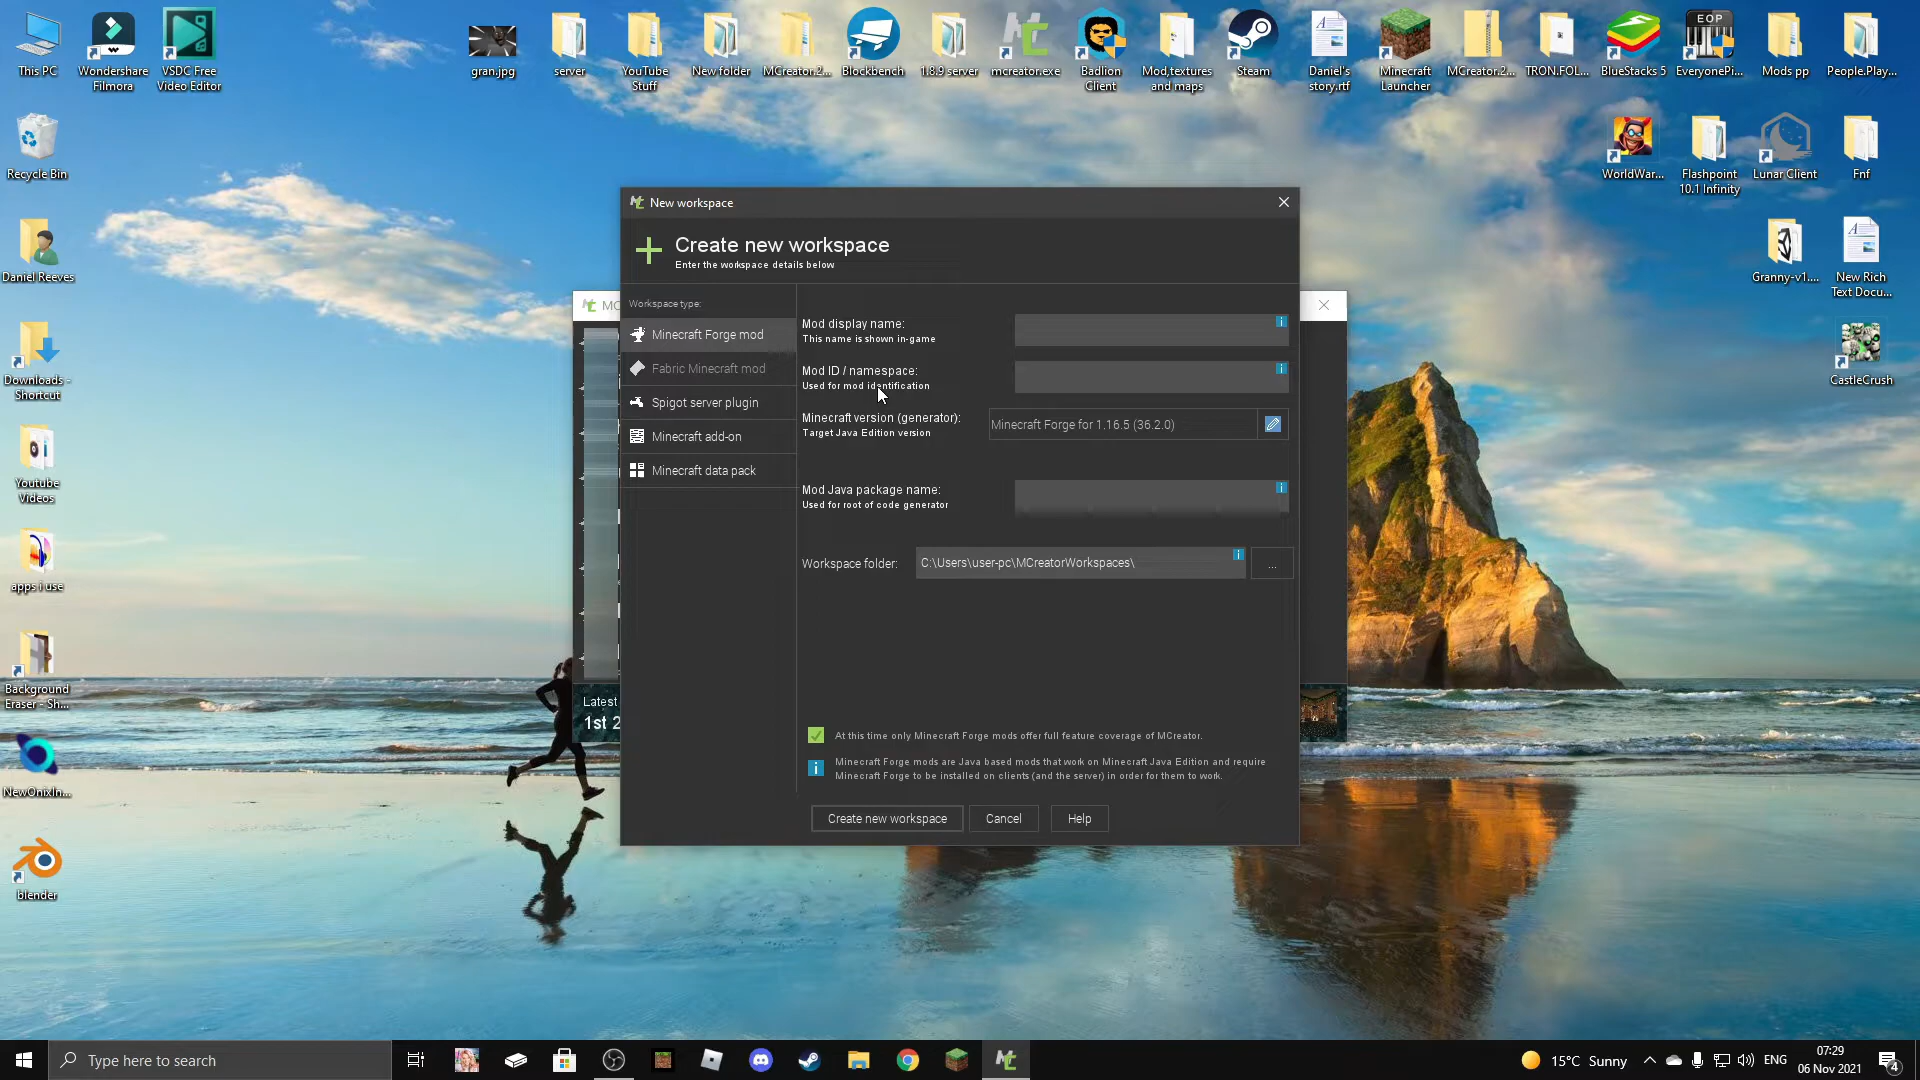 This PC
Wondershare
Filmora
VSDC Free
Video Editor
gran.jpg
server
YouTube
Stuff
New folder
MCreator.2...
Blockbench
1.8.9 server
mcreator.exe
Badlion
Client
Mod,textures
and maps
Steam
Daniel's
story.rtf
Minecraft
Launcher
MCreator.2...
TRON.FOL...
BlueStacks 5
EOP
EveryonePi...
Mods pp
People.Play...
Recycle Bin
WorldWar...
Flashpoint
10.1 Infinity
Lunar Client
Fnf
Daniel Reeves
Granny-v1....
New Rich
Text Docu...
Downloads -
Shortcut
CastleCrush
Youtube
Videos
apps i use
Background
Eraser - Sh...
NewOnixIn...
blender
New workspace
Create new workspace
Enter the workspace details below
Workspace type:
Minecraft Forge mod
Fabric Minecraft mod
Spigot server plugin
Minecraft add-on
Minecraft data pack
Mod display name:
This name is shown in-game
Mod ID / namespace:
Used for mod identification
Minecraft version (generator):
Target Java Edition version
Minecraft Forge for 1.16.5 (36.2.0)
Mod Java package name:
Used for root of code generator
Workspace folder:
C:\Users\user-pc\MCreatorWorkspaces\
...
At this time only Minecraft Forge mods offer full feature coverage of MCreator.
Minecraft Forge mods are Java based mods that work on Minecraft Java Edition and require
Minecraft Forge to be installed on clients (and the server) in order for them to work.
Create new workspace
Cancel
Help
Latest
1st 2
Type here to search
15°C Sunny
ENG
07:29
06 Nov 2021
4